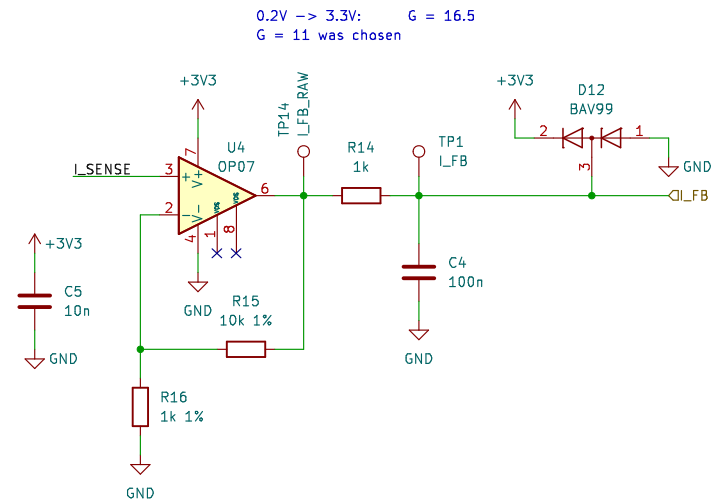 0.2V -> 3.3V: G = 16.5
G = 11 was chosen
+3V3
TP14
I_FB_RAW
+3V3
D12
BAV99
U4
OP07
R14
1k
TP1
I_FB
2
1
3
GND
I_SENSE
3
+
7
V+
6
2
-
V-
4
1
VOS
8
VOS
I_FB
+3V3
C5
10n
GND
GND
R15
10k 1%
C4
100n
GND
R16
1k 1%
GND